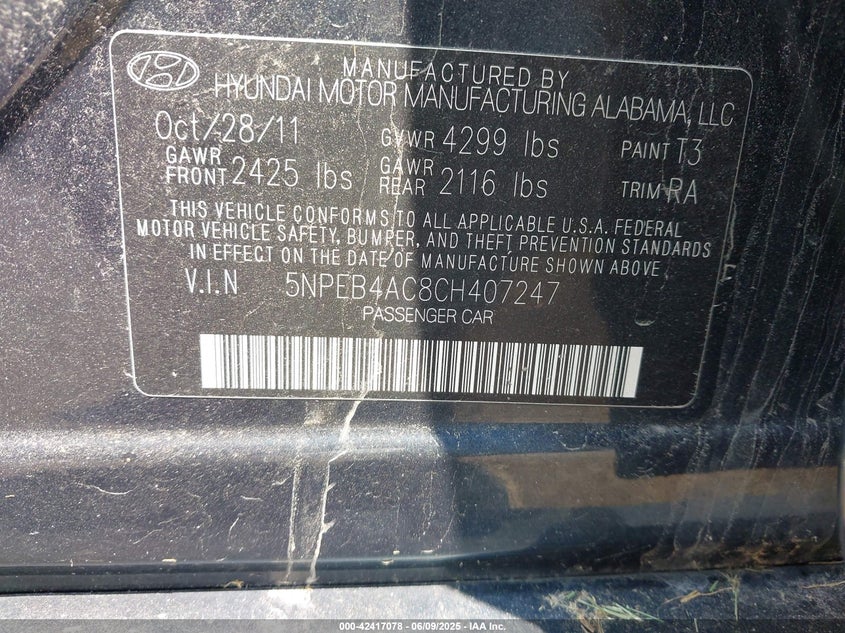 MANUFACTURED BY
HYUNDAI MOTOR MANUFACTURING ALABAMA, LLC
Oct/28/11 GVWR 4299 lbs PAINT T3
GAWR FRONT 2425 lbs GAWR REAR 2116 lbs TRIM RA
THIS VEHICLE CONFORMS TO ALL APPLICABLE U.S.A. FEDERAL
MOTOR VEHICLE SAFETY, BUMPER, AND THEFT PREVENTION STANDARDS
IN EFFECT ON THE DATE OF MANUFACTURE SHOWN ABOVE.
V.I.N 5NPEB4AC8CH407247
PASSENGER CAR
000-42417078 - 06/09/2025 - IAA Inc.